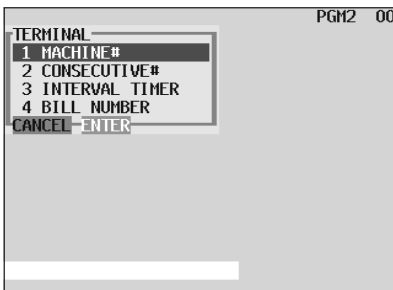 PGM2 00
TERMINAL
1 MACHINE#
2 CONSECUTIVE#
3 INTERVAL TIMER
4 BILL NUMBER
CANCEL ENTER